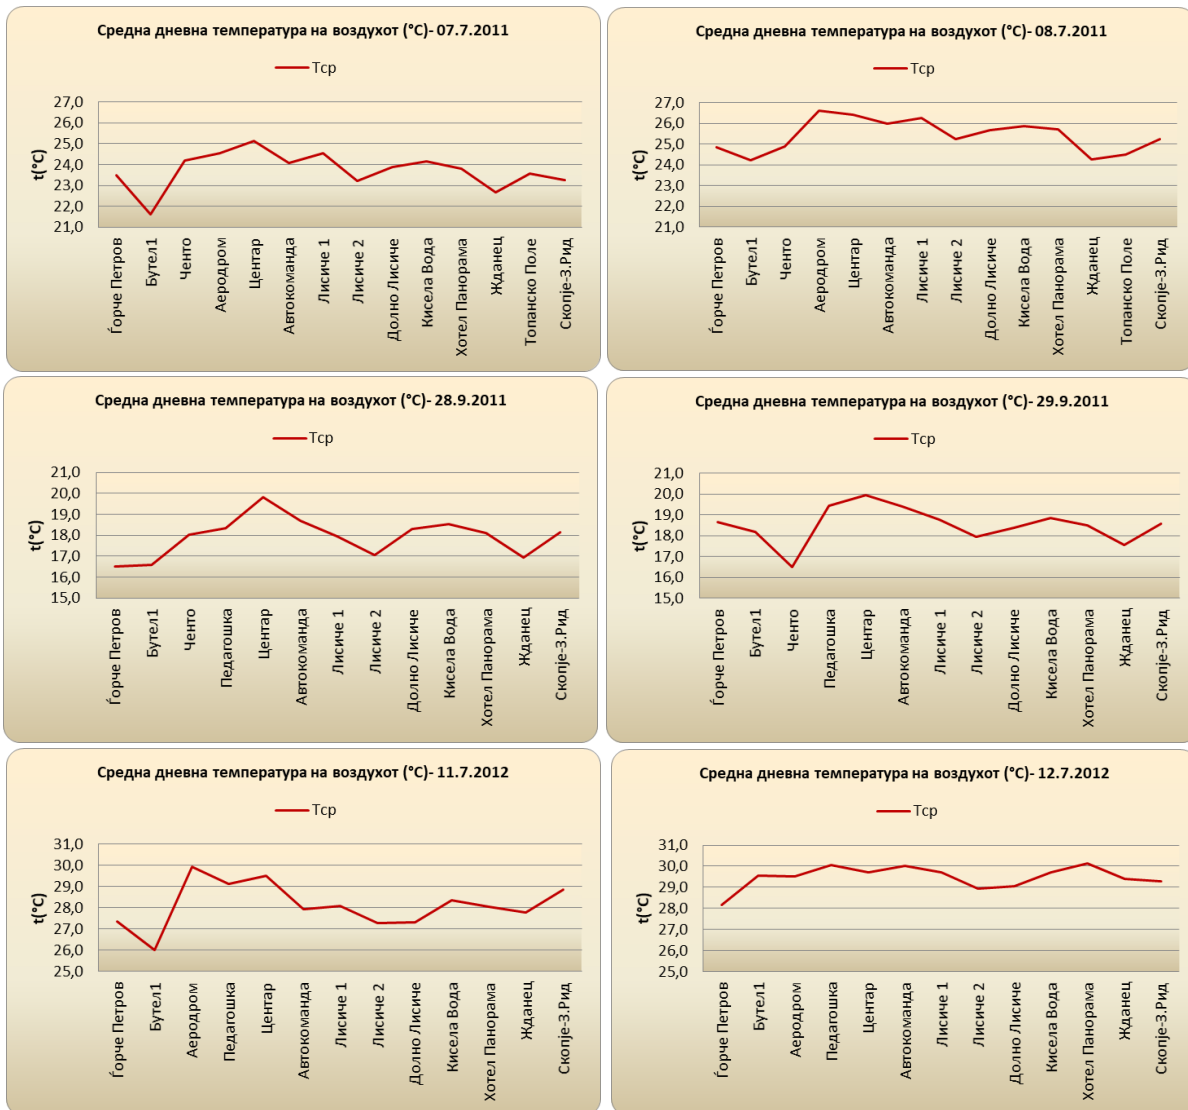 Средна дневна температура на воздухот (°C)- 07.7.2011
Тср
t(°C)
27,0
26,0
25,0
24,0
23,0
22,0
21,0
Ѓорче Петров
Бутел1
Ченто
Аеродром
Центар
Автокоманда
Лисиче 1
Лисиче 2
Долно Лисиче
Кисела Вода
Хотел Панорама
Жданец
Топанско Поле
Скопје-З.Рид
Средна дневна температура на воздухот (°C)- 08.7.2011
Тср
t(°C)
27,0
26,0
25,0
24,0
23,0
22,0
21,0
Ѓорче Петров
Бутел1
Ченто
Аеродром
Центар
Автокоманда
Лисиче 1
Лисиче 2
Долно Лисиче
Кисела Вода
Хотел Панорама
Жданец
Топанско Поле
Скопје-З.Рид
Средна дневна температура на воздухот (°C)- 28.9.2011
Тср
t(°C)
21,0
20,0
19,0
18,0
17,0
16,0
15,0
Ѓорче Петров
Бутел1
Ченто
Педагошка
Центар
Автокоманда
Лисиче 1
Лисиче 2
Долно Лисиче
Кисела Вода
Хотел Панорама
Жданец
Скопје-З.Рид
Средна дневна температура на воздухот (°C)- 29.9.2011
Тср
t(°C)
21,0
20,0
19,0
18,0
17,0
16,0
15,0
Ѓорче Петров
Бутел1
Ченто
Педагошка
Центар
Автокоманда
Лисиче 1
Лисиче 2
Долно Лисиче
Кисела Вода
Хотел Панорама
Жданец
Скопје-З.Рид
Средна дневна температура на воздухот (°C)- 11.7.2012
Тср
t(°C)
31,0
30,0
29,0
28,0
27,0
26,0
25,0
Ѓорче Петров
Бутел1
Аеродром
Педагошка
Центар
Автокоманда
Лисиче 1
Лисиче 2
Долно Лисиче
Кисела Вода
Хотел Панорама
Жданец
Скопје-З.Рид
Средна дневна температура на воздухот (°C)- 12.7.2012
Тср
t(°C)
31,0
30,0
29,0
28,0
27,0
26,0
25,0
Ѓорче Петров
Бутел1
Аеродром
Педагошка
Центар
Автокоманда
Лисиче 1
Лисиче 2
Долно Лисиче
Кисела Вода
Хотел Панорама
Жданец
Скопје-З.Рид